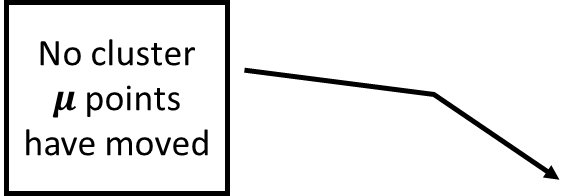 No cluster
μ points
have moved